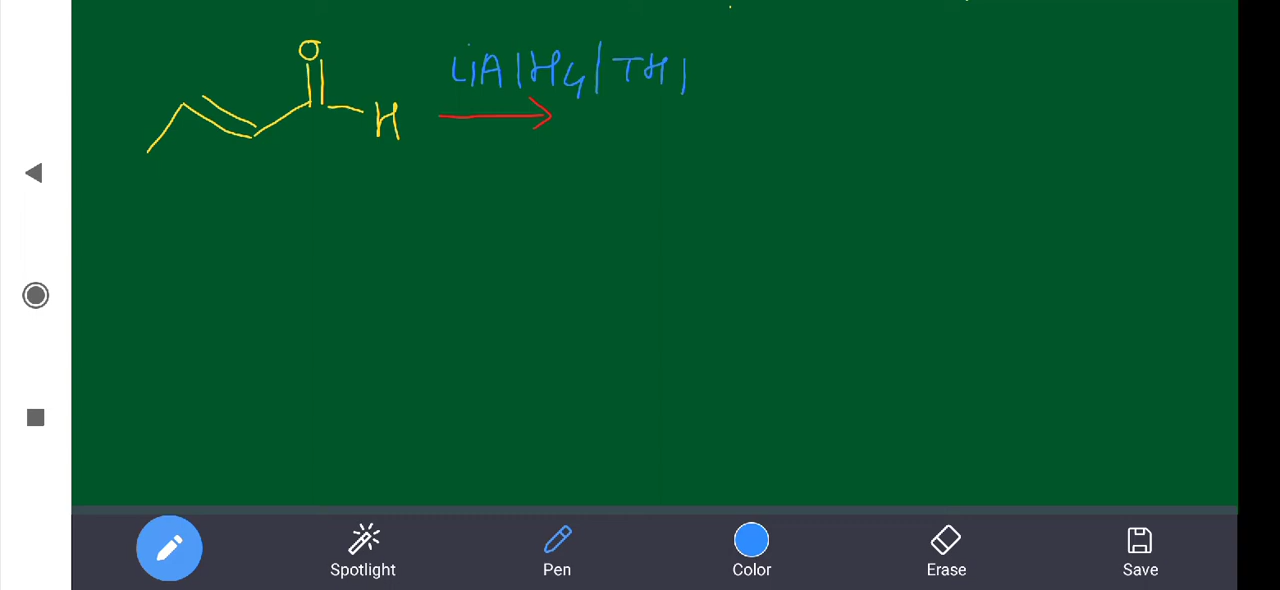 O
LiAlH4/THF
H
Spotlight
Pen
Color
Erase
Save